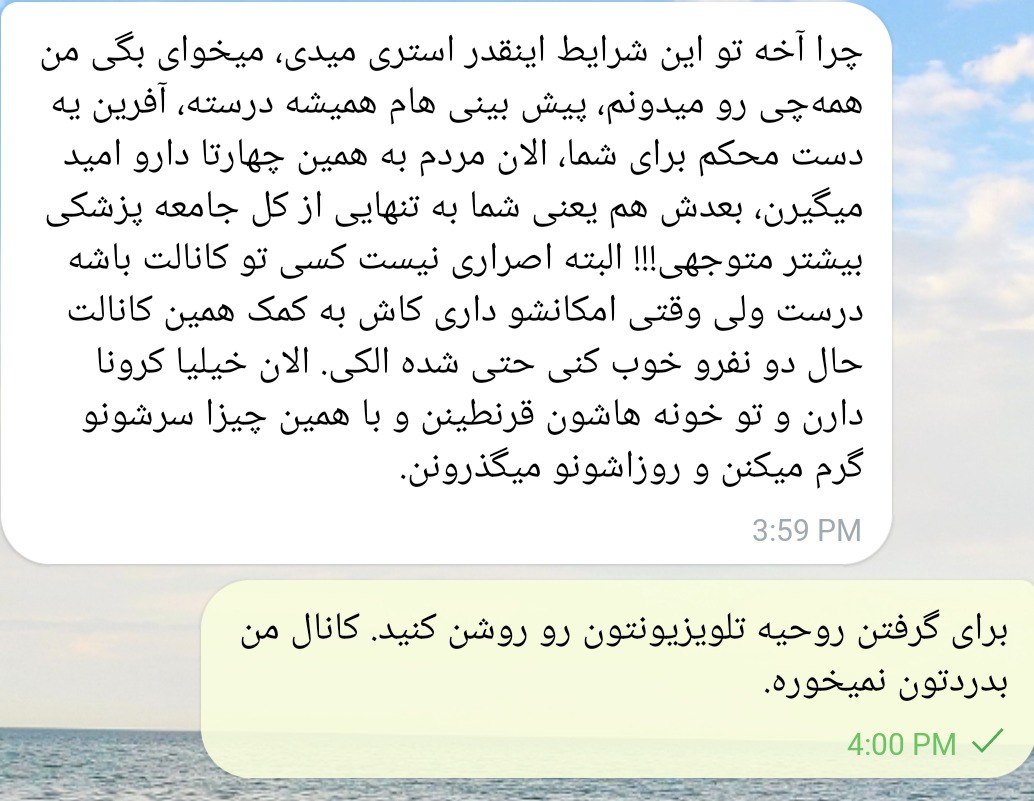 چرا آخه تو این شرایط اینقدر استری میدی، میخوای بگی من
همه‌چی رو میدونم، پیش بینی هام همیشه درسته، آفرین یه
دست محکم برای شما، الان مردم به همین چهارتا دارو امید
میگیرن، بعدش هم یعنی شما به تنهایی از کل جامعه پزشکی
بیشتر متوجهی!!! البته اصراری نیست کسی تو کانالت باشه
درست ولی وقتی امکانشو داری کاش به کمک همین کانالت
حال دو نفرو خوب کنی حتی شده الکی. الان خیلیا کرونا
دارن و تو خونه هاشون قرنطینن و با همین چیزا سرشونو
گرم میکنن و روزاشونو میگذرونن.
3:59 PM
برای گرفتن روحیه تلویزیونتون رو روشن کنید. کانال من
بدردتون نمیخوره.
4:00 PM